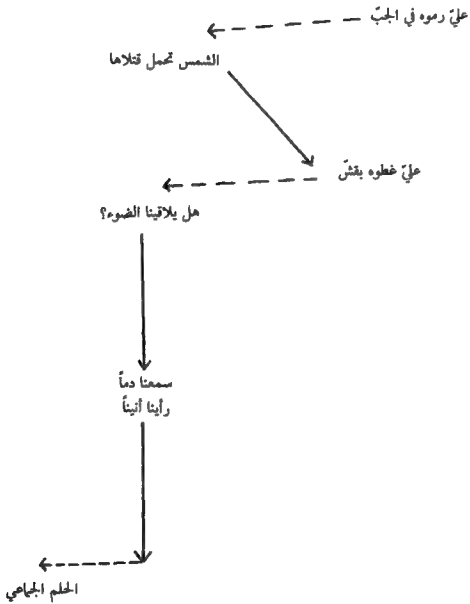 عليّ رموه في الجبّ
الشمس تحمل قتلاها
عليّ غطوه بقشّ
هل يلاقينا الضوء؟
سمعنا دماً
رأينا أنيناً
الحلم الجماعي